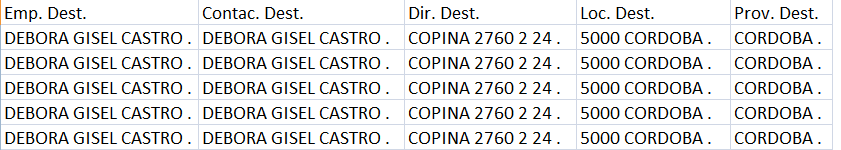 Emp. Dest. Contac. Dest. Dir. Dest. Loc. Dest. Prov. Dest.
DEBORA GISEL CASTRO . DEBORA GISEL CASTRO . COPINA 2760 2 24 . 5000 CORDOBA . CORDOBA .
DEBORA GISEL CASTRO . DEBORA GISEL CASTRO . COPINA 2760 2 24 . 5000 CORDOBA . CORDOBA .
DEBORA GISEL CASTRO . DEBORA GISEL CASTRO . COPINA 2760 2 24 . 5000 CORDOBA . CORDOBA .
DEBORA GISEL CASTRO . DEBORA GISEL CASTRO . COPINA 2760 2 24 . 5000 CORDOBA . CORDOBA .
DEBORA GISEL CASTRO . DEBORA GISEL CASTRO . COPINA 2760 2 24 . 5000 CORDOBA . CORDOBA .